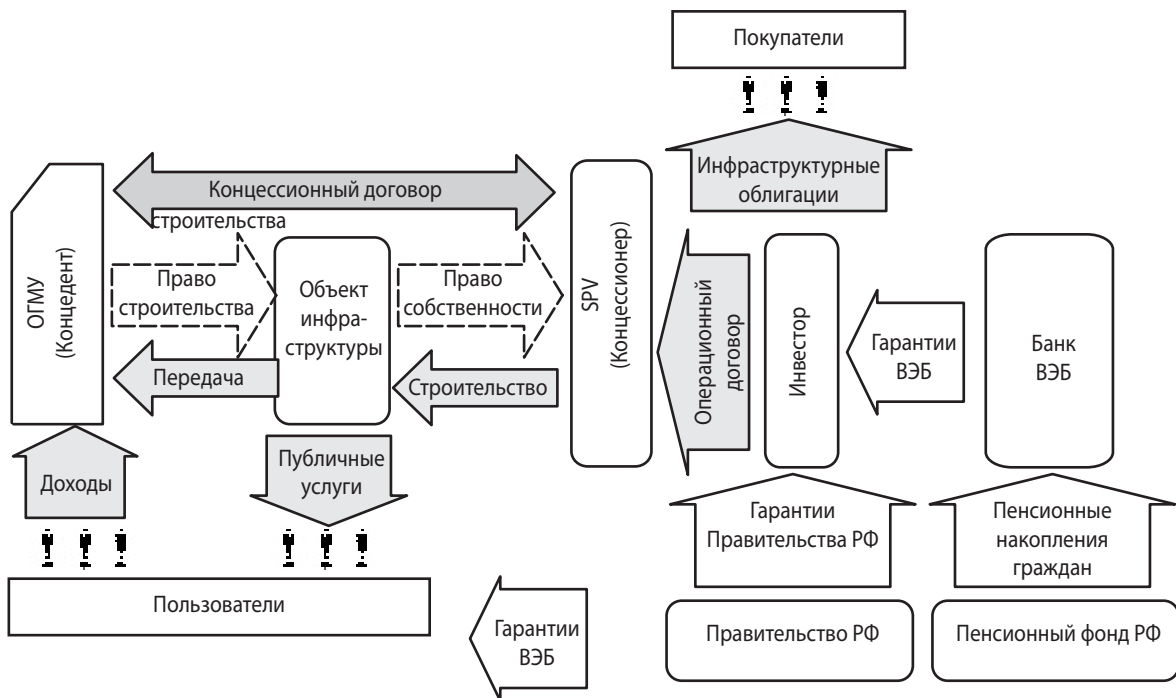 Покупатели
Инфраструктурные
облигации
Концессионный договор
строительства
ОГМУ
(Концедент)
Право
строительства
Объект
инфра-
структуры
Право
собственности
SPV
(Концессионер)
Операционный
договор
Инвестор
Гарантии
ВЭБ
Банк
ВЭБ
Передача
Строительство
Доходы
Публичные
услуги
Гарантии
Правительства РФ
Пенсионные
накопления
граждан
Пользователи
Гарантии
ВЭБ
Правительство РФ
Пенсионный фонд РФ